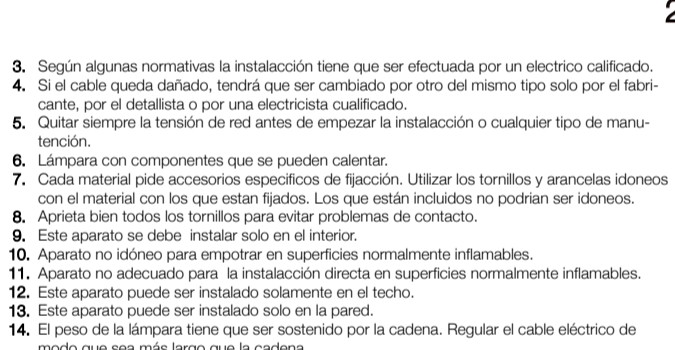 2
3. Según algunas normativas la instalacción tiene que ser efectuada por un electrico calificado.
4. Si el cable queda dañado, tendrá que ser cambiado por otro del mismo tipo solo por el fabri-
cante, por el detallista o por una electricista cualificado.
5. Quitar siempre la tensión de red antes de empezar la instalacción o cualquier tipo de manu-
tención.
6. Lámpara con componentes que se pueden calentar.
7. Cada material pide accesorios especificos de fijacción. Utilizar los tornillos y arancelas idoneos
con el material con los que estan fijados. Los que están incluidos no podrian ser idoneos.
8. Aprieta bien todos los tornillos para evitar problemas de contacto.
9. Este aparato se debe instalar solo en el interior.
10. Aparato no idóneo para empotrar en superficies normalmente inflamables.
11. Aparato no adecuado para la instalacción directa en superficies normalmente inflamables.
12. Este aparato puede ser instalado solamente en el techo.
13. Este aparato puede ser instalado solo en la pared.
14. El peso de la lámpara tiene que ser sostenido por la cadena. Regular el cable eléctrico de
modo que sea más largo que la cadena